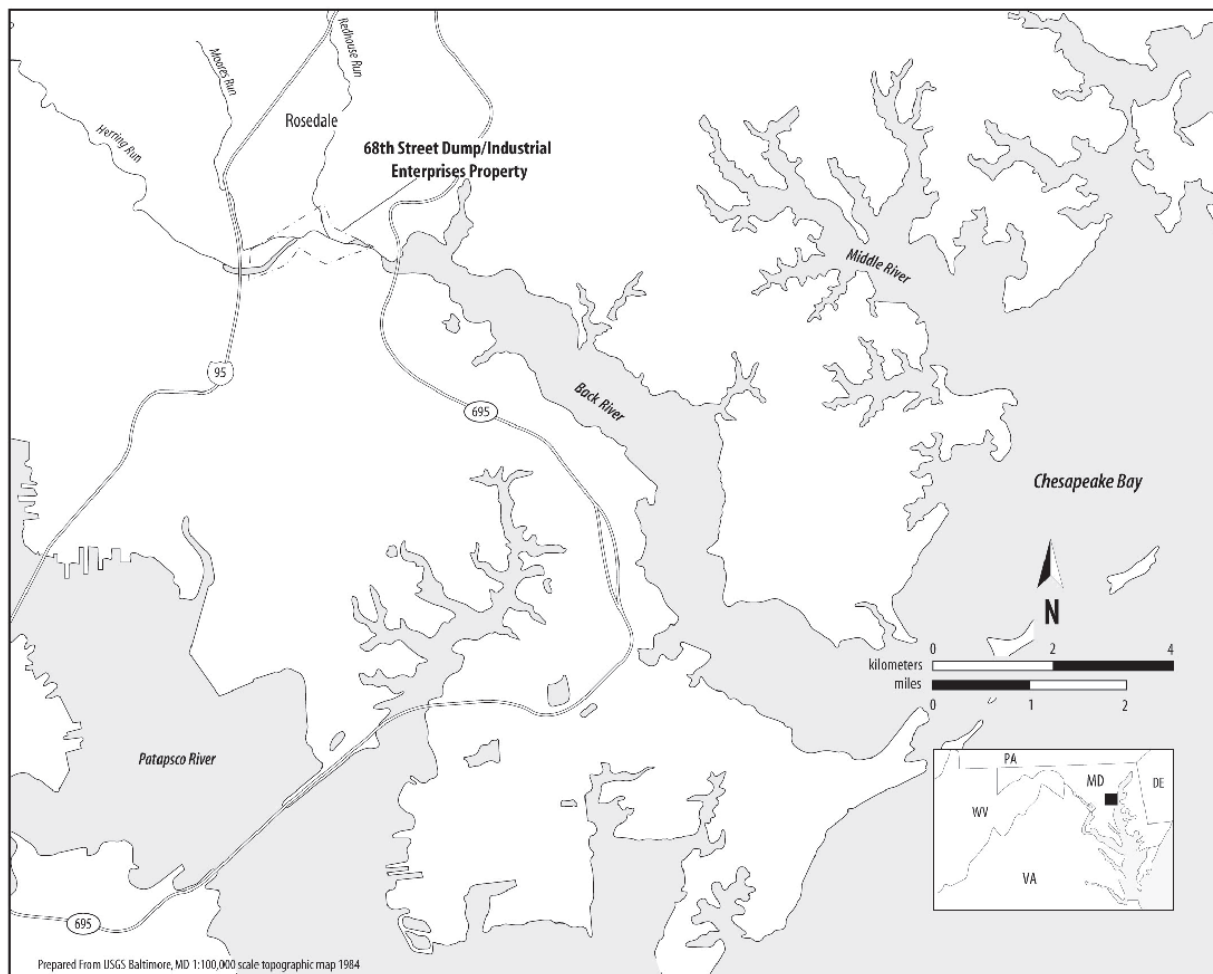 Herring Run
Moores Run
Redhouse Run
Rosedale
68th Street Dump/Industrial
Enterprises Property
Middle River
Back River
95
695
Chesapeake Bay
N
0 2 4
kilometers
miles
0 1 2
Patapsco River
PA
MD
DE
WV
VA
695
Prepared From USGS Baltimore, MD 1:100,000 scale topographic map 1984